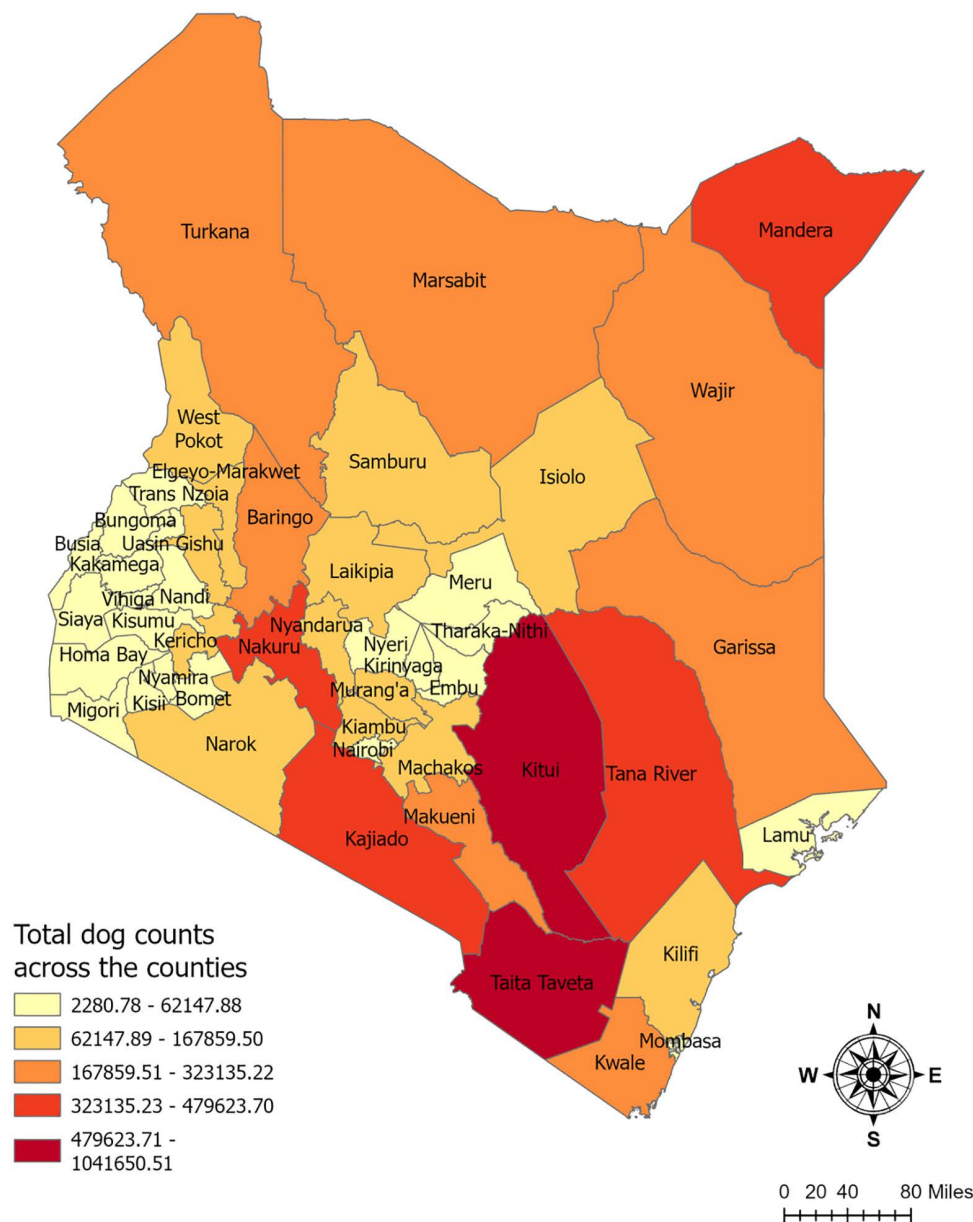 Turkana
Marsabit
Mandera
Wajir
West
Pokot
Samburu
Isiolo
Elgeyo-Marakwet
Trans Nzoia
Bungoma
Baringo
Busia
Uasin Gishu
Kakamega
Laikipia
Meru
Vihiga
Nandi
Siaya
Kisumu
Nyandarua
Tharaka-Nithi
Kericho
Nakuru
Nyeri
Garissa
Homa Bay
Kirinyaga
Nyamira
Embu
Murang'a
Bomet
Kisii
Migori
Kiambu
Narok
Nairobi
Machakos
Kitui
Tana River
Makueni
Kajiado
Lamu
Kilifi
Taita Taveta
Mombasa
Kwale
Total dog counts
across the counties
2280.78 - 62147.88
62147.89 - 167859.50
167859.51 - 323135.22
323135.23 - 479623.70
479623.71 -
1041650.51
N
W E
S
0 20 40 80 Miles